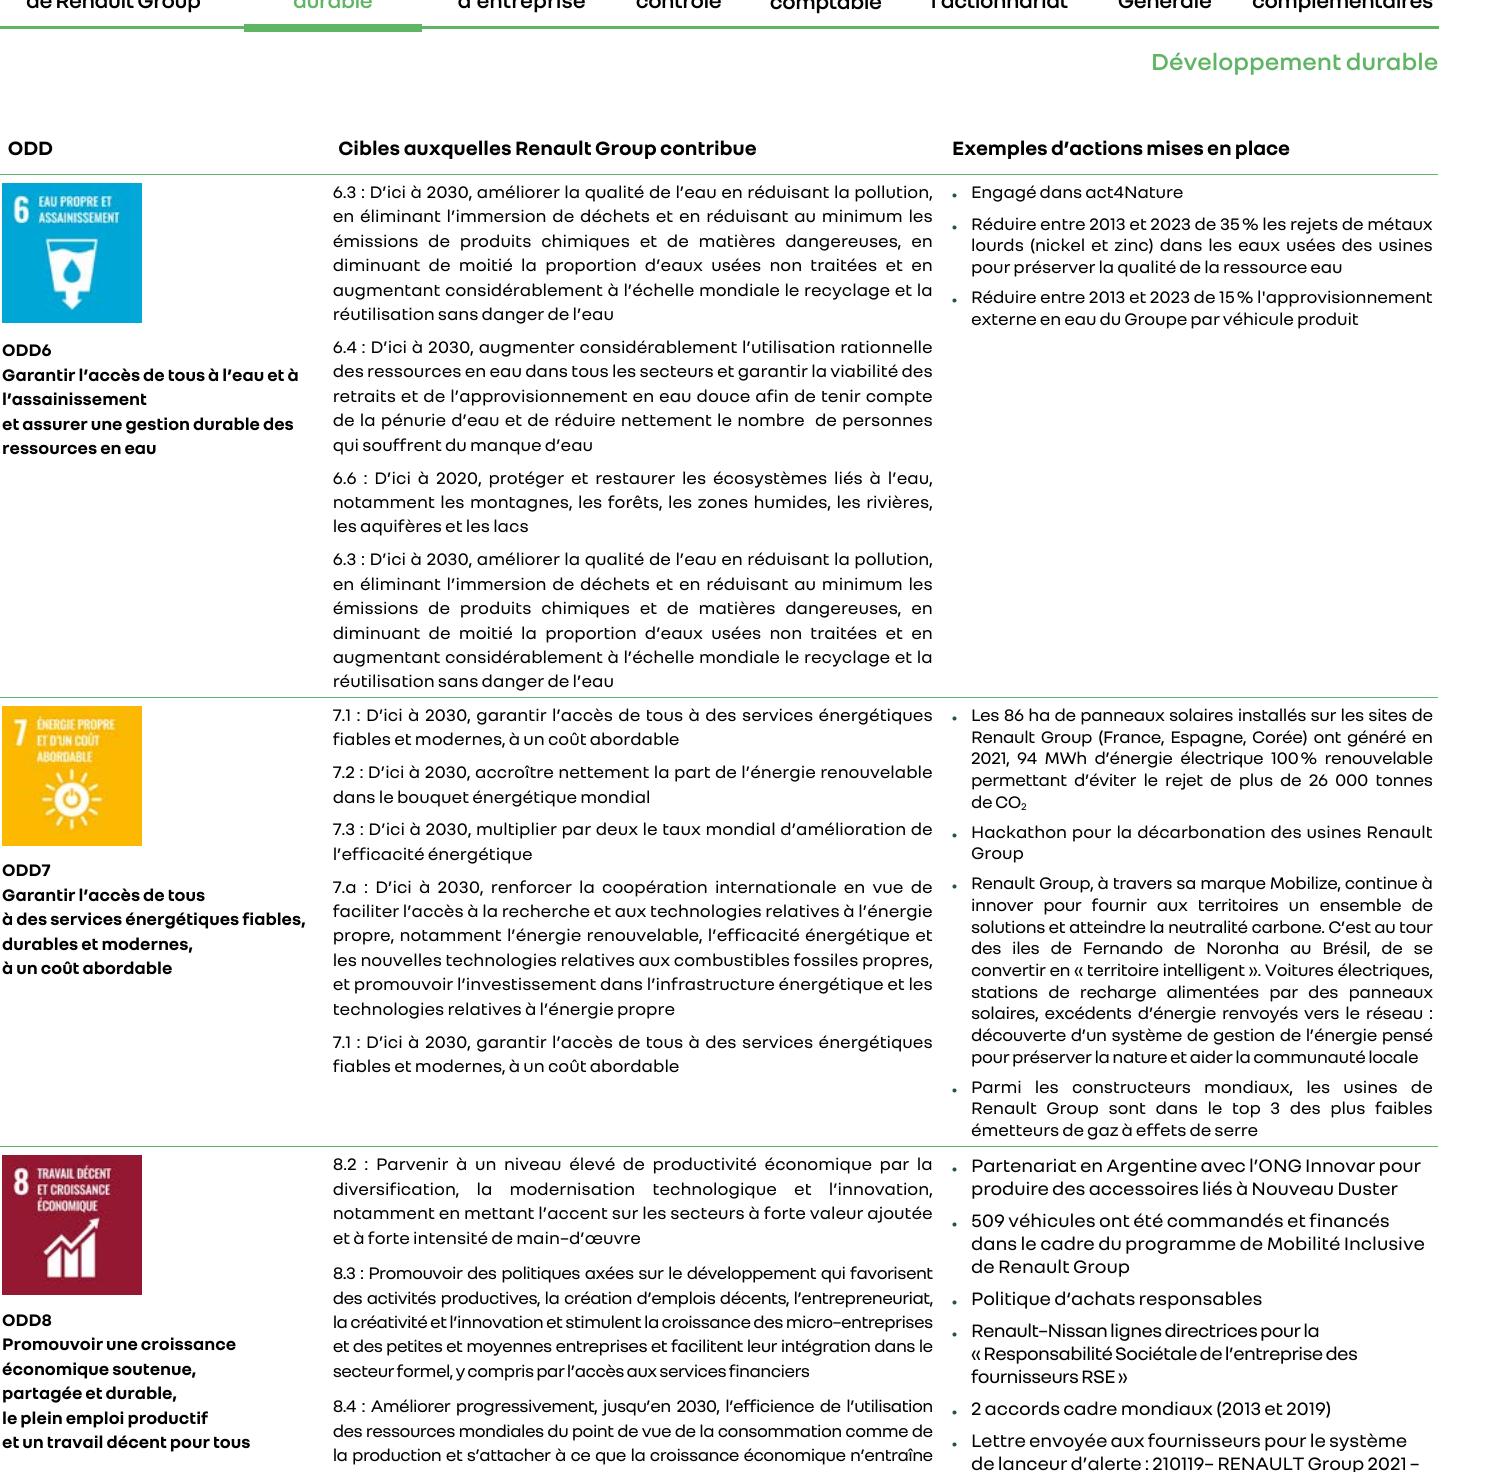 de Renault Group durable d'entreprise contrôle comptable l'actionnariat Générale complémentaires
Développement durable
ODD
Cibles auxquelles Renault Group contribue
Exemples d'actions mises en place
6 EAU PROPRE ET
ASSAINISSEMENT
ODD6
Garantir l'accès de tous à l'eau et à
l'assainissement
et assurer une gestion durable des
ressources en eau
6.3 : D'ici à 2030, améliorer la qualité de l'eau en réduisant la pollution,
en éliminant l'immersion de déchets et en réduisant au minimum les
émissions de produits chimiques et de matières dangereuses, en
diminuant de moitié la proportion d'eaux usées non traitées et en
augmentant considérablement à l'échelle mondiale le recyclage et la
réutilisation sans danger de l'eau
6.4 : D'ici à 2030, augmenter considérablement l'utilisation rationnelle
des ressources en eau dans tous les secteurs et garantir la viabilité des
retraits et de l'approvisionnement en eau douce afin de tenir compte
de la pénurie d'eau et de réduire nettement le nombre de personnes
qui souffrent du manque d'eau
6.6 : D'ici à 2020, protéger et restaurer les écosystèmes liés à l'eau,
notamment les montagnes, les forêts, les zones humides, les rivières,
les aquifères et les lacs
6.3 : D'ici à 2030, améliorer la qualité de l'eau en réduisant la pollution,
en éliminant l'immersion de déchets et en réduisant au minimum les
émissions de produits chimiques et de matières dangereuses, en
diminuant de moitié la proportion d'eaux usées non traitées et en
augmentant considérablement à l'échelle mondiale le recyclage et la
réutilisation sans danger de l'eau
• Engagé dans act4Nature
• Réduire entre 2013 et 2023 de 35 % les rejets de métaux
lourds (nickel et zinc) dans les eaux usées des usines
pour préserver la qualité de la ressource eau
• Réduire entre 2013 et 2023 de 15 % l'approvisionnement
externe en eau du Groupe par véhicule produit
7 ÉNERGIE PROPRE
ET D'UN COÛT
ABORDABLE
ODD7
Garantir l'accès de tous
à des services énergétiques fiables,
durables et modernes,
à un coût abordable
7.1 : D'ici à 2030, garantir l'accès de tous à des services énergétiques
fiables et modernes, à un coût abordable
7.2 : D'ici à 2030, accroître nettement la part de l'énergie renouvelable
dans le bouquet énergétique mondial
7.3 : D'ici à 2030, multiplier par deux le taux mondial d'amélioration de
l'efficacité énergétique
7.a : D'ici à 2030, renforcer la coopération internationale en vue de
faciliter l'accès à la recherche et aux technologies relatives à l'énergie
propre, notamment l'énergie renouvelable, l'efficacité énergétique et
les nouvelles technologies relatives aux combustibles fossiles propres,
et promouvoir l'investissement dans l'infrastructure énergétique et les
technologies relatives à l'énergie propre
7.1 : D'ici à 2030, garantir l'accès de tous à des services énergétiques
fiables et modernes, à un coût abordable
• Les 86 ha de panneaux solaires installés sur les sites de
Renault Group (France, Espagne, Corée) ont généré en
2021, 94 MWh d'énergie électrique 100 % renouvelable
permettant d'éviter le rejet de plus de 26 000 tonnes
de CO₂
• Hackathon pour la décarbonation des usines Renault
Group
• Renault Group, à travers sa marque Mobilize, continue à
innover pour fournir aux territoires un ensemble de
solutions et atteindre la neutralité carbone. C'est au tour
des iles de Fernando de Noronha au Brésil, de se
convertir en « territoire intelligent ». Voitures électriques,
stations de recharge alimentées par des panneaux
solaires, excédents d'énergie renvoyés vers le réseau :
découverte d'un système de gestion de l'énergie pensé
pour préserver la nature et aider la communauté locale
• Parmi les constructeurs mondiaux, les usines de
Renault Group sont dans le top 3 des plus faibles
émetteurs de gaz à effets de serre
8 TRAVAIL DÉCENT
ET CROISSANCE
ÉCONOMIQUE
ODD8
Promouvoir une croissance
économique soutenue,
partagée et durable,
le plein emploi productif
et un travail décent pour tous
8.2 : Parvenir à un niveau élevé de productivité économique par la
diversification, la modernisation technologique et l'innovation,
notamment en mettant l'accent sur les secteurs à forte valeur ajoutée
et à forte intensité de main-d'œuvre
8.3 : Promouvoir des politiques axées sur le développement qui favorisent
des activités productives, la création d'emplois décents, l'entrepreneuriat,
la créativité et l'innovation et stimulent la croissance des micro-entreprises
et des petites et moyennes entreprises et facilitent leur intégration dans le
secteur formel, y compris par l'accès aux services financiers
8.4 : Améliorer progressivement, jusqu'en 2030, l'efficience de l'utilisation
des ressources mondiales du point de vue de la consommation comme de
la production et s'attacher à ce que la croissance économique n'entraîne
• Partenariat en Argentine avec l'ONG Innovar pour
produire des accessoires liés à Nouveau Duster
• 509 véhicules ont été commandés et financés
dans le cadre du programme de Mobilité Inclusive
de Renault Group
• Politique d'achats responsables
• Renault-Nissan lignes directrices pour la
« Responsabilité Sociétale de l'entreprise des
fournisseurs RSE »
• 2 accords cadre mondiaux (2013 et 2019)
• Lettre envoyée aux fournisseurs pour le système
de lanceur d'alerte : 210119– RENAULT Group 2021 –